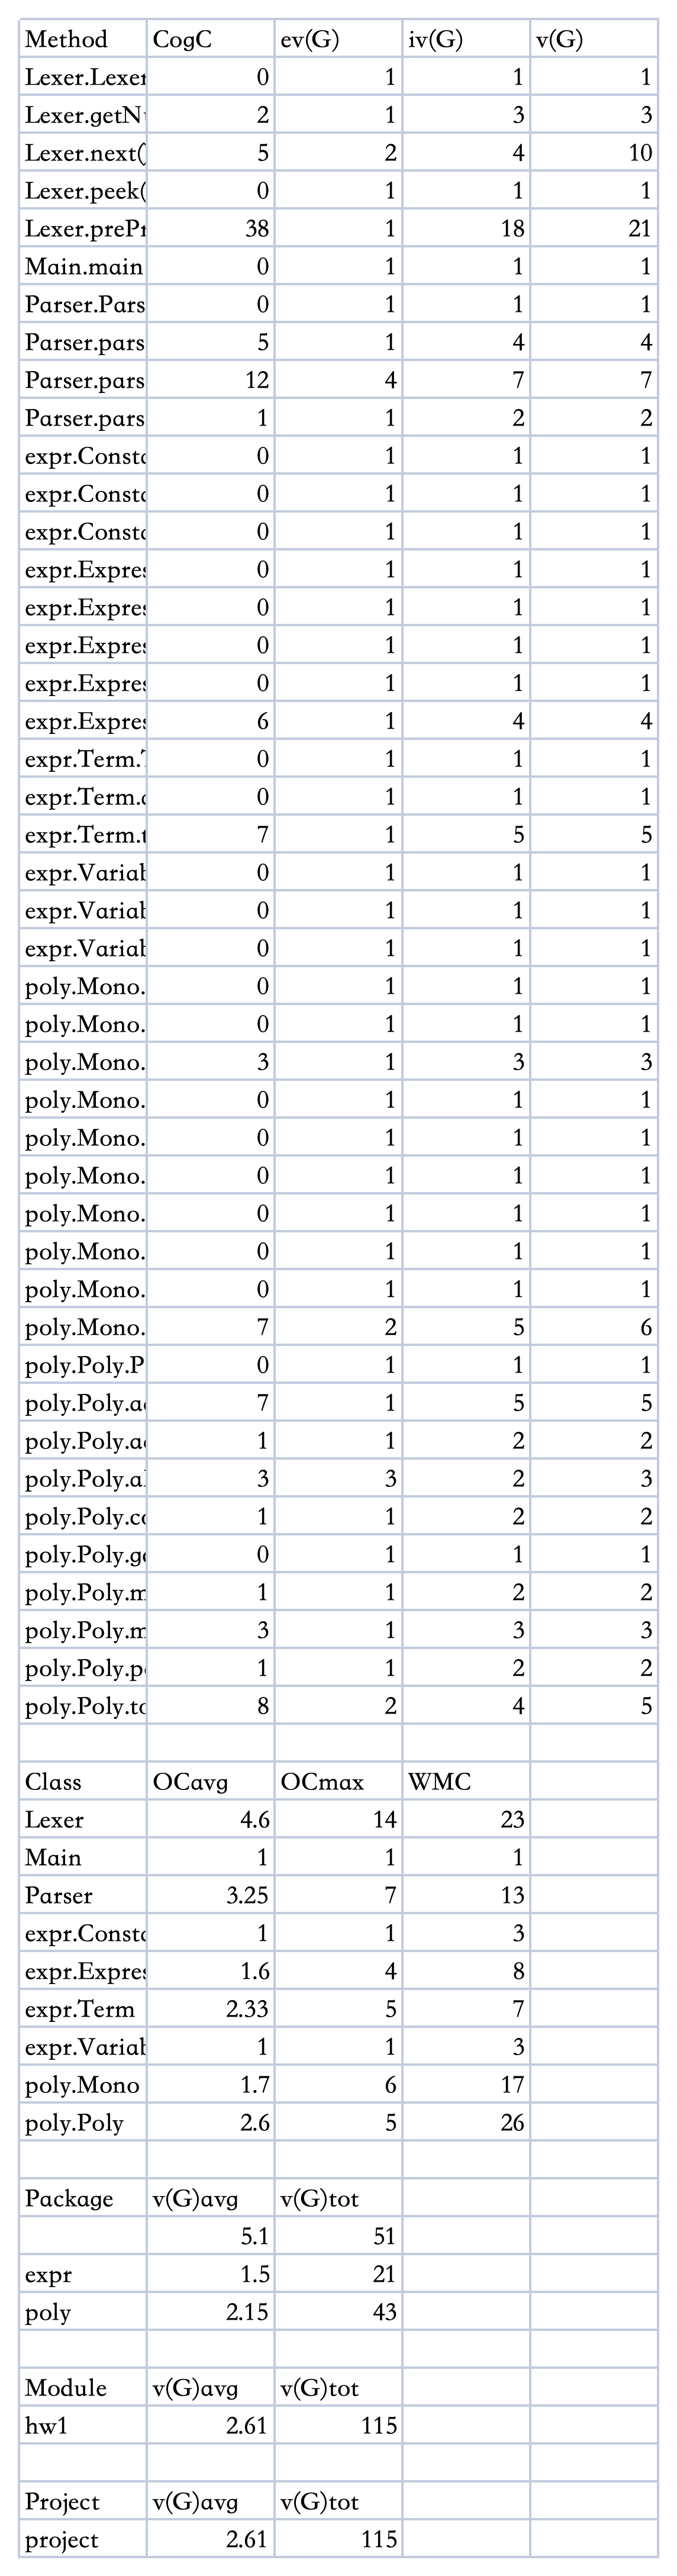 Method CogC ev(G) iv(G) v(G)
Lexer.Lexer 0 1 1 1
Lexer.getN 2 1 3 3
Lexer.next() 5 2 4 10
Lexer.peek( 0 1 1 1
Lexer.prePr 38 1 18 21
Main.main 0 1 1 1
Parser.Pars 0 1 1 1
Parser.pars 5 1 4 4
Parser.pars 12 4 7 7
Parser.pars 1 1 2 2
expr.Consta 0 1 1 1
expr.Consta 0 1 1 1
expr.Consta 0 1 1 1
expr.Expres 0 1 1 1
expr.Expres 0 1 1 1
expr.Expres 0 1 1 1
expr.Expres 0 1 1 1
expr.Expres 6 1 4 4
expr.Term.T 0 1 1 1
expr.Term.a 0 1 1 1
expr.Term.t 7 1 5 5
expr.Variab 0 1 1 1
expr.Variab 0 1 1 1
expr.Variab 0 1 1 1
poly.Mono. 0 1 1 1
poly.Mono. 0 1 1 1
poly.Mono. 3 1 3 3
poly.Mono. 0 1 1 1
poly.Mono. 0 1 1 1
poly.Mono. 0 1 1 1
poly.Mono. 0 1 1 1
poly.Mono. 0 1 1 1
poly.Mono. 0 1 1 1
poly.Mono. 7 2 5 6
poly.Poly.P 0 1 1 1
poly.Poly.a 7 1 5 5
poly.Poly.a 1 1 2 2
poly.Poly.a 3 3 2 3
poly.Poly.co 1 1 2 2
poly.Poly.ge 0 1 1 1
poly.Poly.m 1 1 2 2
poly.Poly.m 3 1 3 3
poly.Poly.po 1 1 2 2
poly.Poly.to 8 2 4 5
Class OCavg OCmax WMC
Lexer 4.6 14 23
Main 1 1 1
Parser 3.25 7 13
expr.Consta 1 1 3
expr.Expres 1.6 4 8
expr.Term 2.33 5 7
expr.Variab 1 1 3
poly.Mono 1.7 6 17
poly.Poly 2.6 5 26
Package v(G)avg v(G)tot
5.1 51
expr 1.5 21
poly 2.15 43
Module v(G)avg v(G)tot
hw1 2.61 115
Project v(G)avg v(G)tot
project 2.61 115